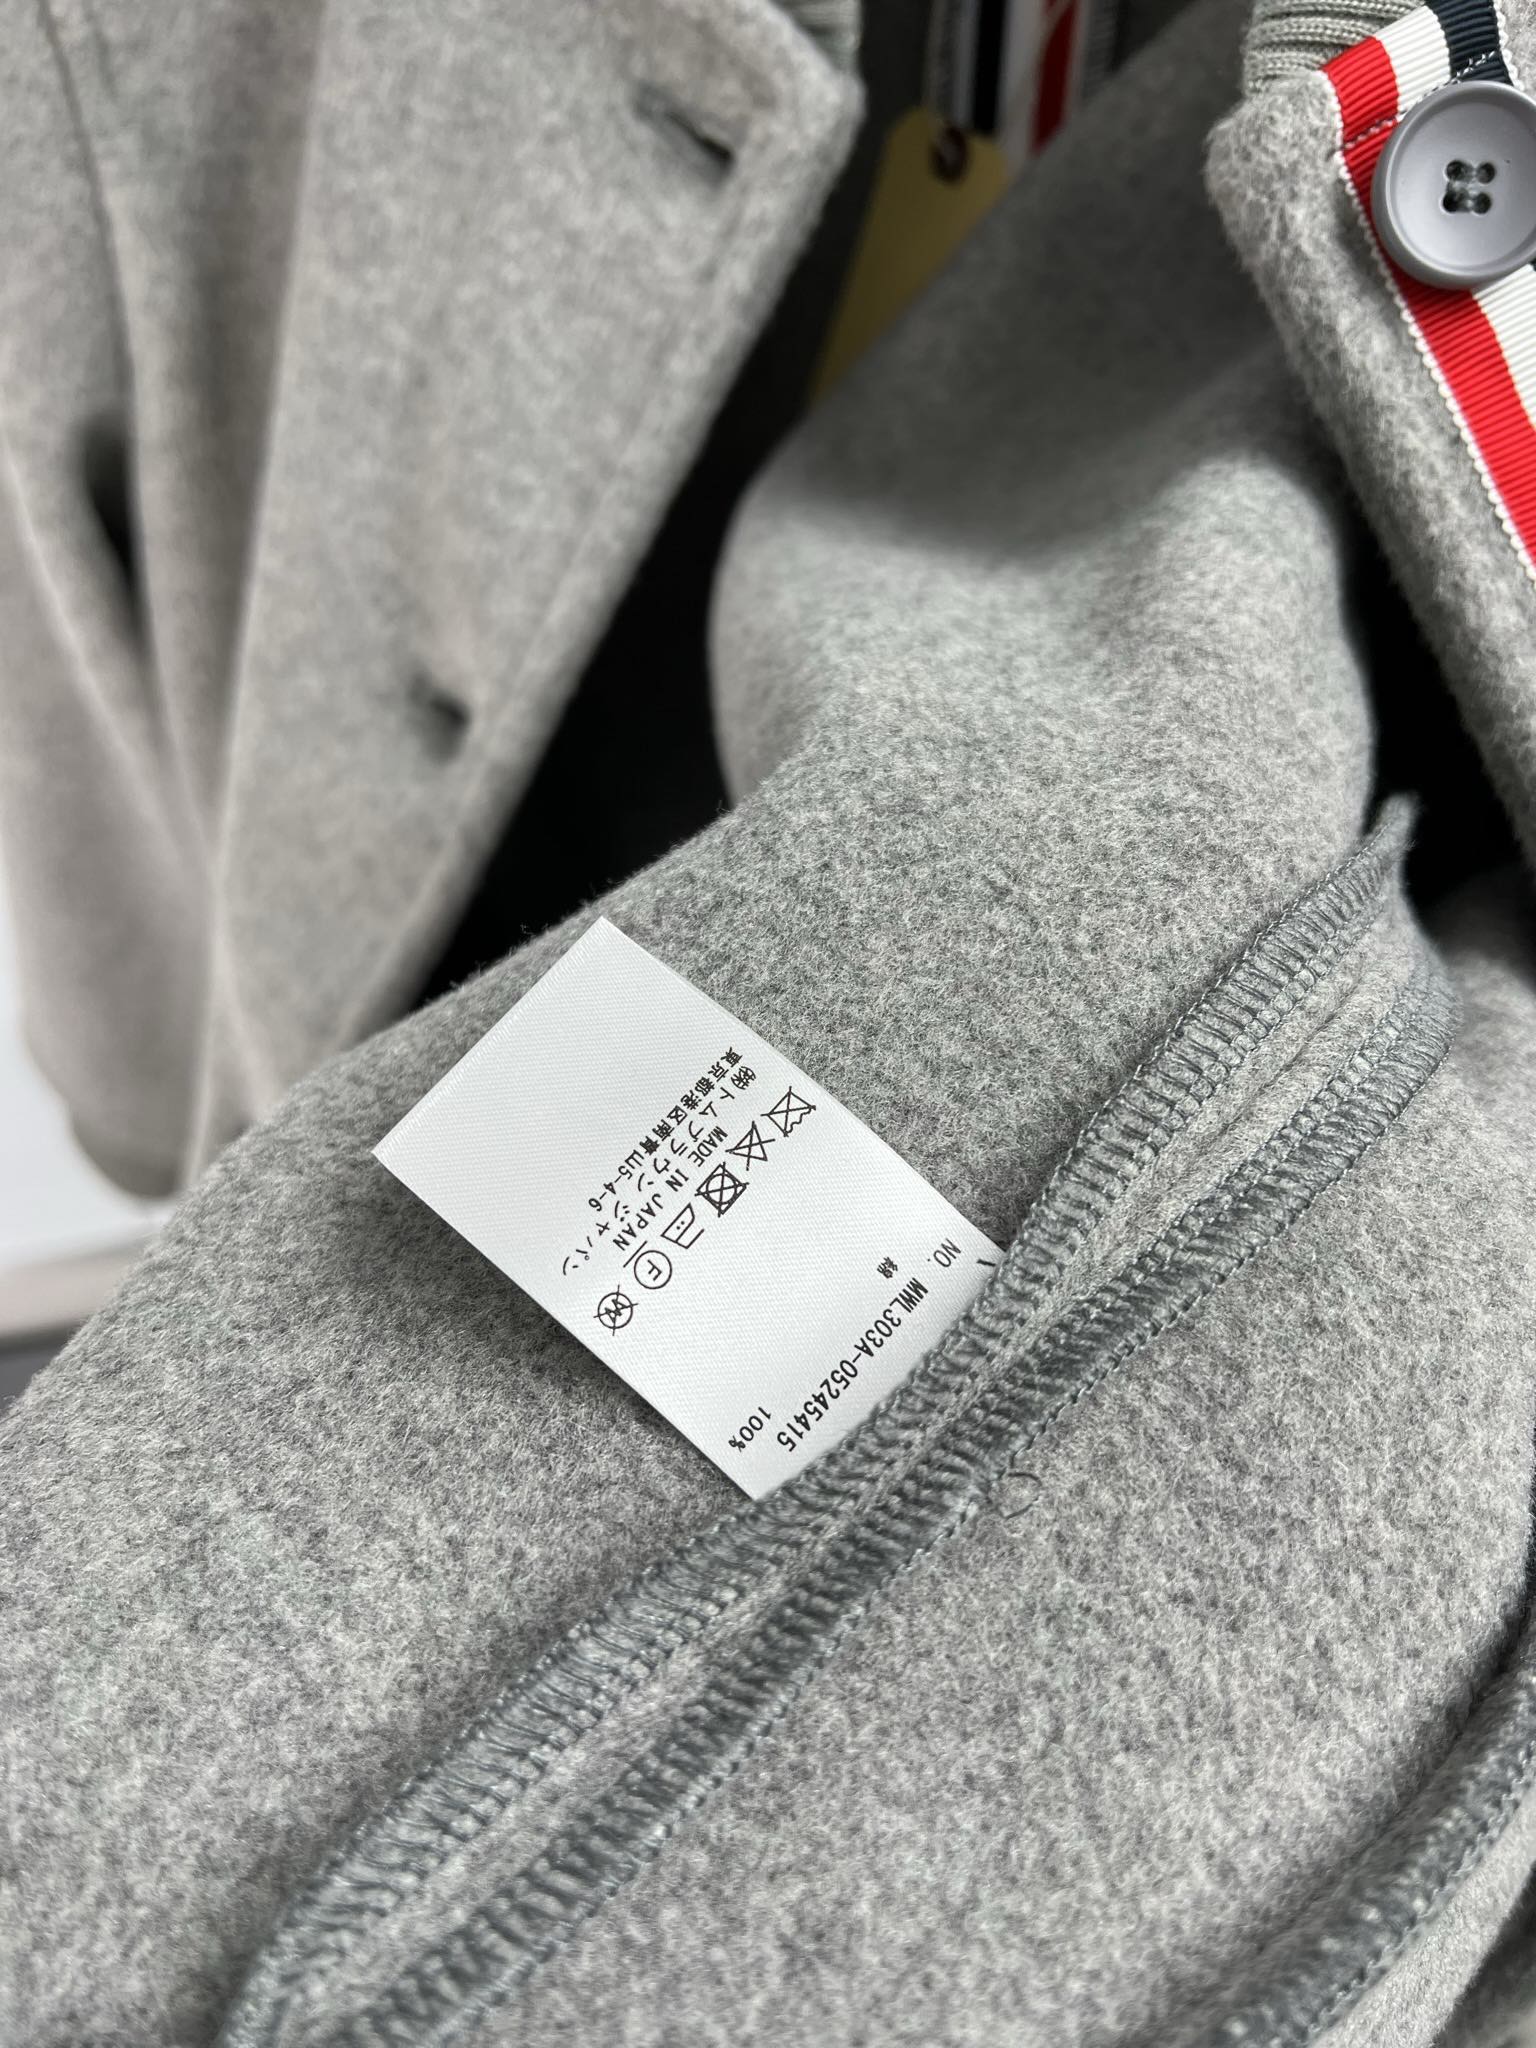 NO. MWL303A-05245415
綿 100%
MADE IN JAPAN
㈱トムブラウンジャパン
東京都港区南青山5-4-6